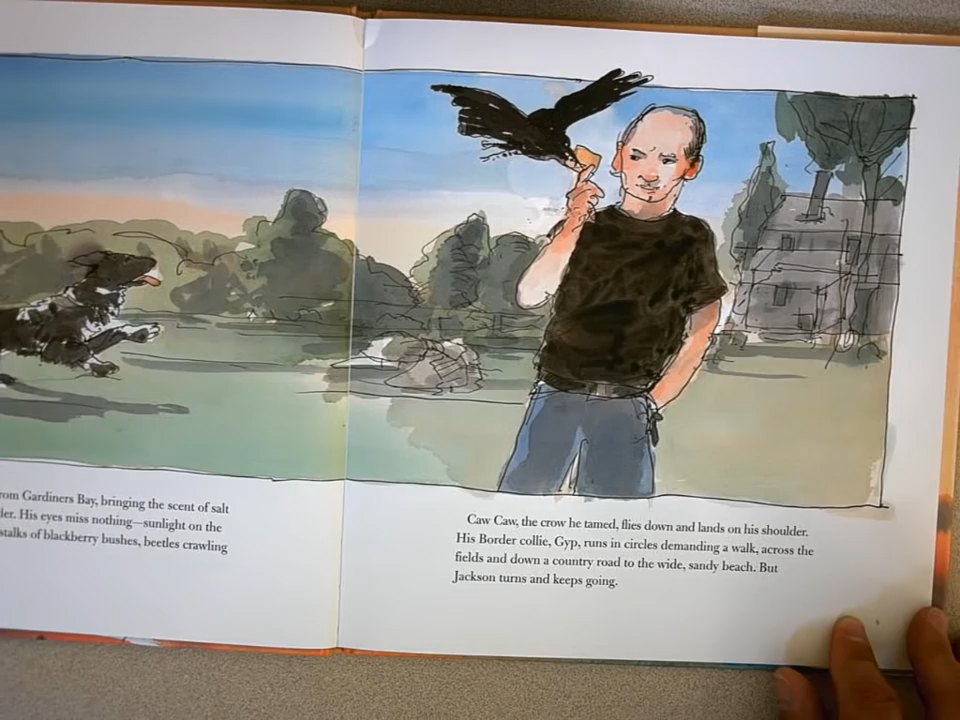 from Gardiners Bay, bringing the scent of salt
His eyes miss nothing—sunlight on the
stalks of blackberry bushes, beetles crawling
Caw Caw, the crow he tamed, flies down and lands on his shoulder.
His Border collie, Gyp, runs in circles demanding a walk, across the
fields and down a country road to the wide, sandy beach. But
Jackson turns and keeps going.